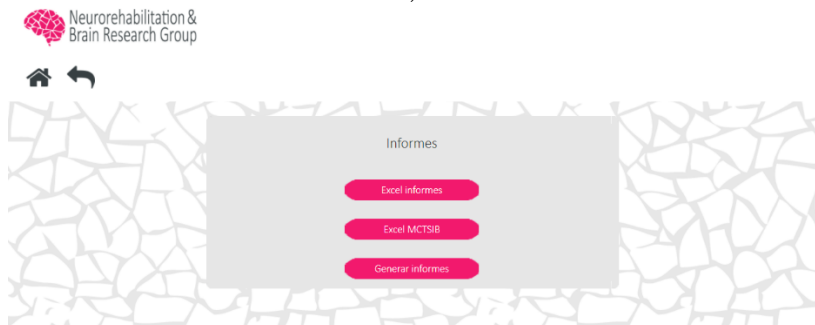 Neurorehabilitation &
Brain Research Group
Informes
Excel informes
Excel MCTSIB
Generar informes